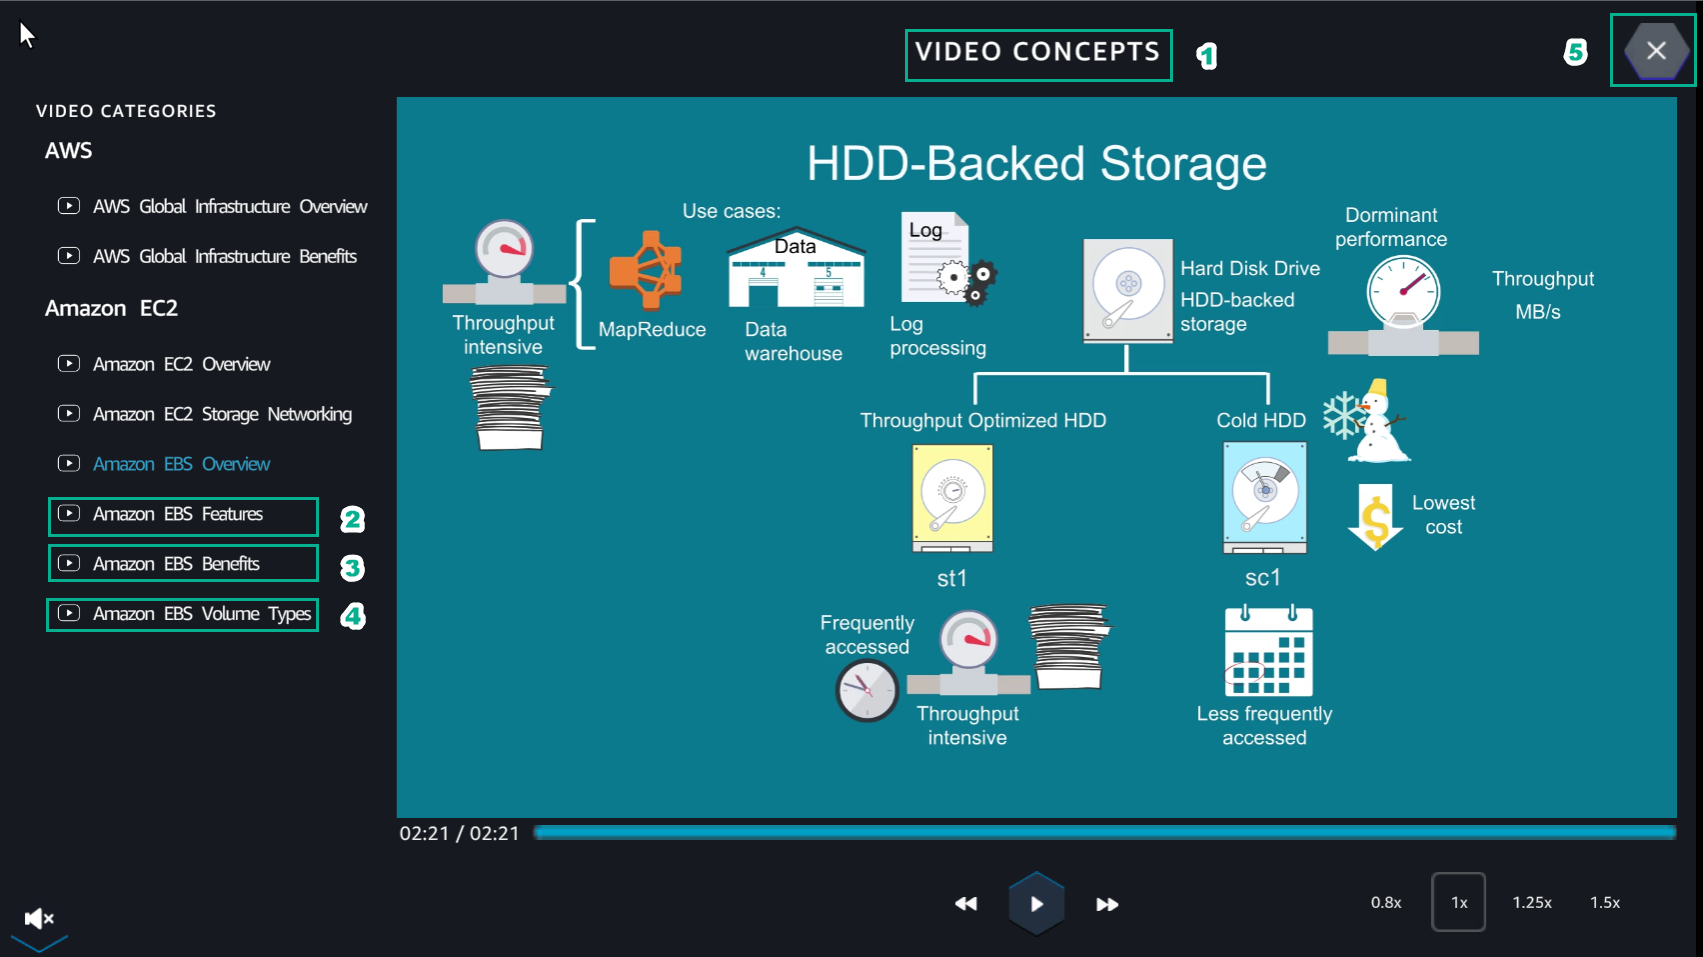 VIDEO CONCEPTS
1
5
VIDEO CATEGORIES
AWS
AWS Global Infrastructure Overview
AWS Global Infrastructure Benefits
Amazon EC2
Amazon EC2 Overview
Amazon EC2 Storage Networking
Amazon EBS Overview
Amazon EBS Features
2
Amazon EBS Benefits
3
Amazon EBS Volume Types
4
HDD-Backed Storage
Use cases:
Throughput
intensive
MapReduce
Data
4
5
Data
warehouse
Log
Log
processing
Hard Disk Drive
HDD-backed
storage
Dominant
performance
Throughput
MB/s
Throughput Optimized HDD
st1
Frequently
accessed
Throughput
intensive
Cold HDD
$
Lowest
cost
sc1
Less frequently
accessed
02:21 / 02:21
0.8x
1x
1.25x
1.5x